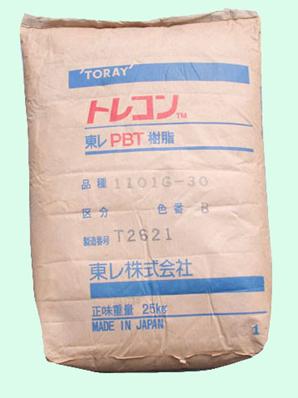 'TORAY'
トレコン™
東レPBT樹脂
品種 1101G-30
区分 色番 B
製造番号 T2621
東レ株式会社
正味重量 25kg
MADE IN JAPAN
1